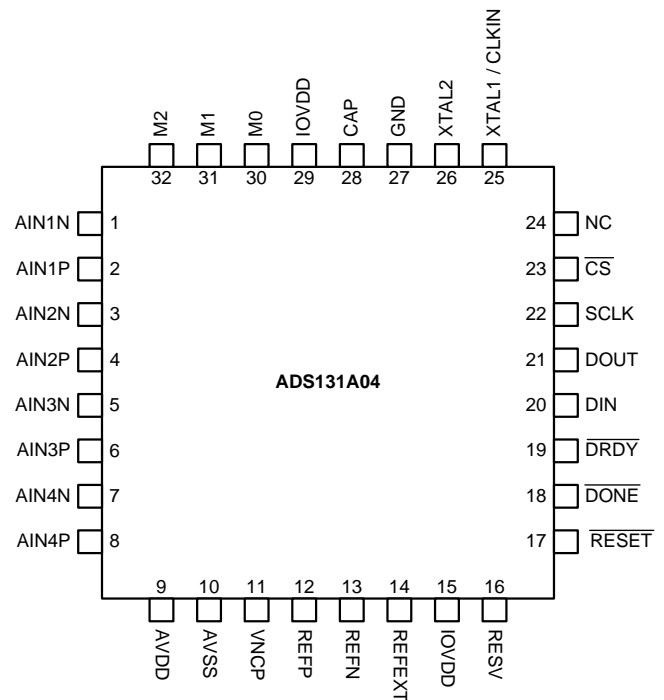 M2
M1
M0
IOVDD
CAP
GND
XTAL2
XTAL1 / CLKIN
32
31
30
29
28
27
26
25
AIN1N 1
AIN1P 2
AIN2N 3
AIN2P 4
AIN3N 5
AIN3P 6
AIN4N 7
AIN4P 8
ADS131A04
24 NC
23 CS
22 SCLK
21 DOUT
20 DIN
19 DRDY
18 DONE
17 RESET
9
10
11
12
13
14
15
16
AVDD
AVSS
VNCP
REFP
REFN
REFEXT
IOVDD
RESV